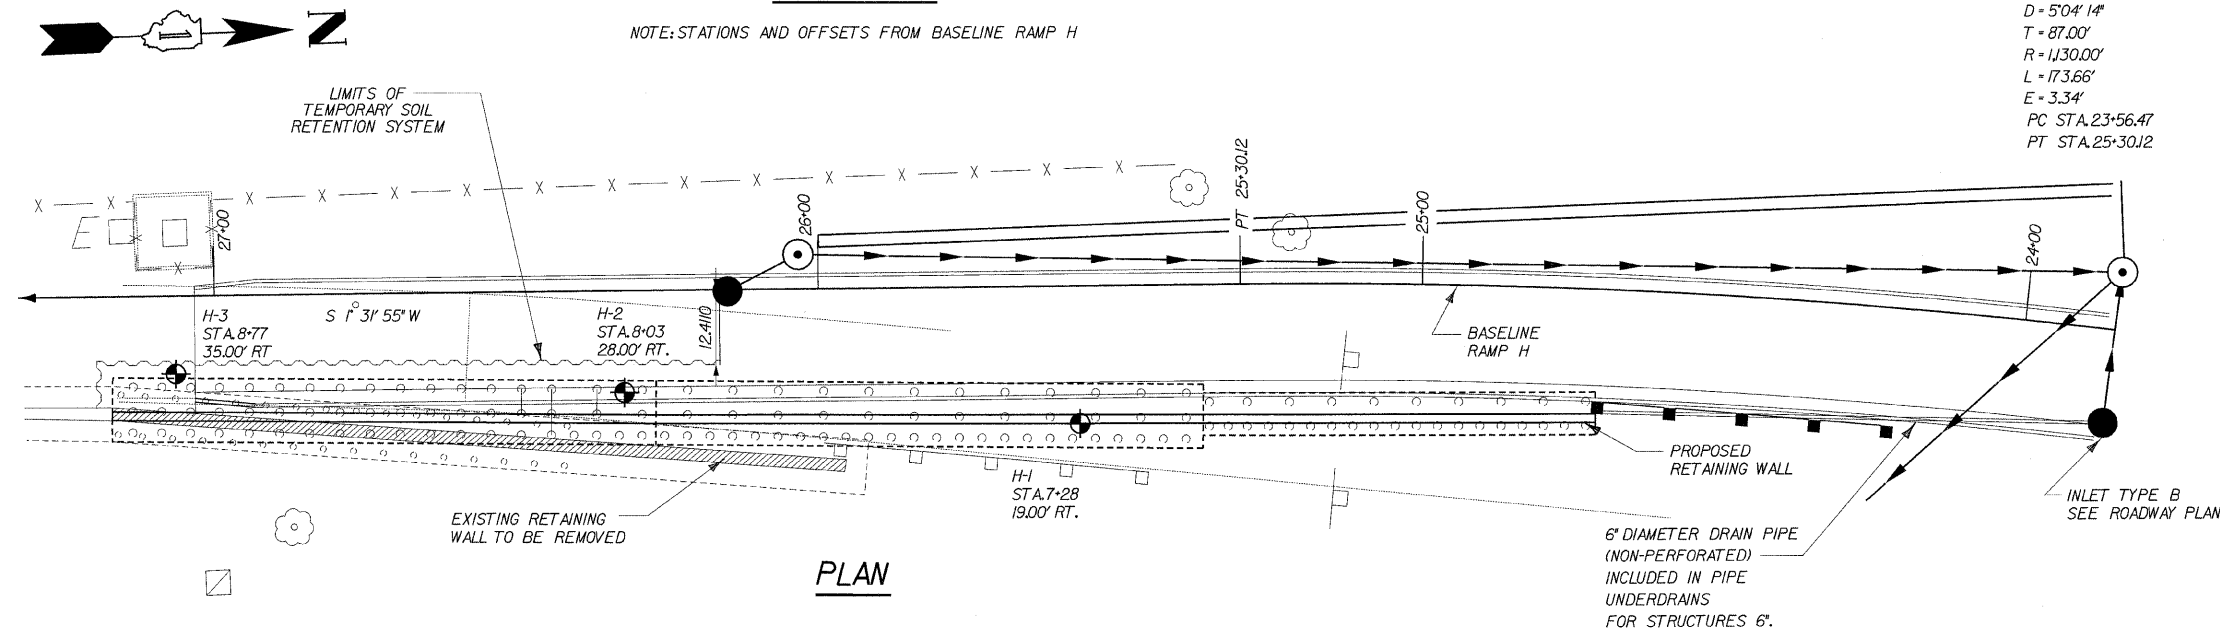 N
NOTE: STATIONS AND OFFSETS FROM BASELINE RAMP H
D = 5°04' 14"
T = 87.00'
R = 1,130.00'
L = 173.66'
E = 3.34'
PC STA. 23+56.47
PT STA. 25+30.12
LIMITS OF
TEMPORARY SOIL
RETENTION SYSTEM
E
27+00
26+00
PT 25+30.12
25+00
24+00
S 1° 31' 55" W
H-3
STA. 8+77
35.00' RT
H-2
STA. 8+03
28.00' RT.
12.4110
BASELINE
RAMP H
H-1
STA. 7+28
19.00' RT.
PROPOSED
RETAINING WALL
EXISTING RETAINING
WALL TO BE REMOVED
INLET TYPE B
SEE ROADWAY PLAN
6" DIAMETER DRAIN PIPE
(NON-PERFORATED)
INCLUDED IN PIPE
UNDERDRAINS
FOR STRUCTURES 6".
PLAN